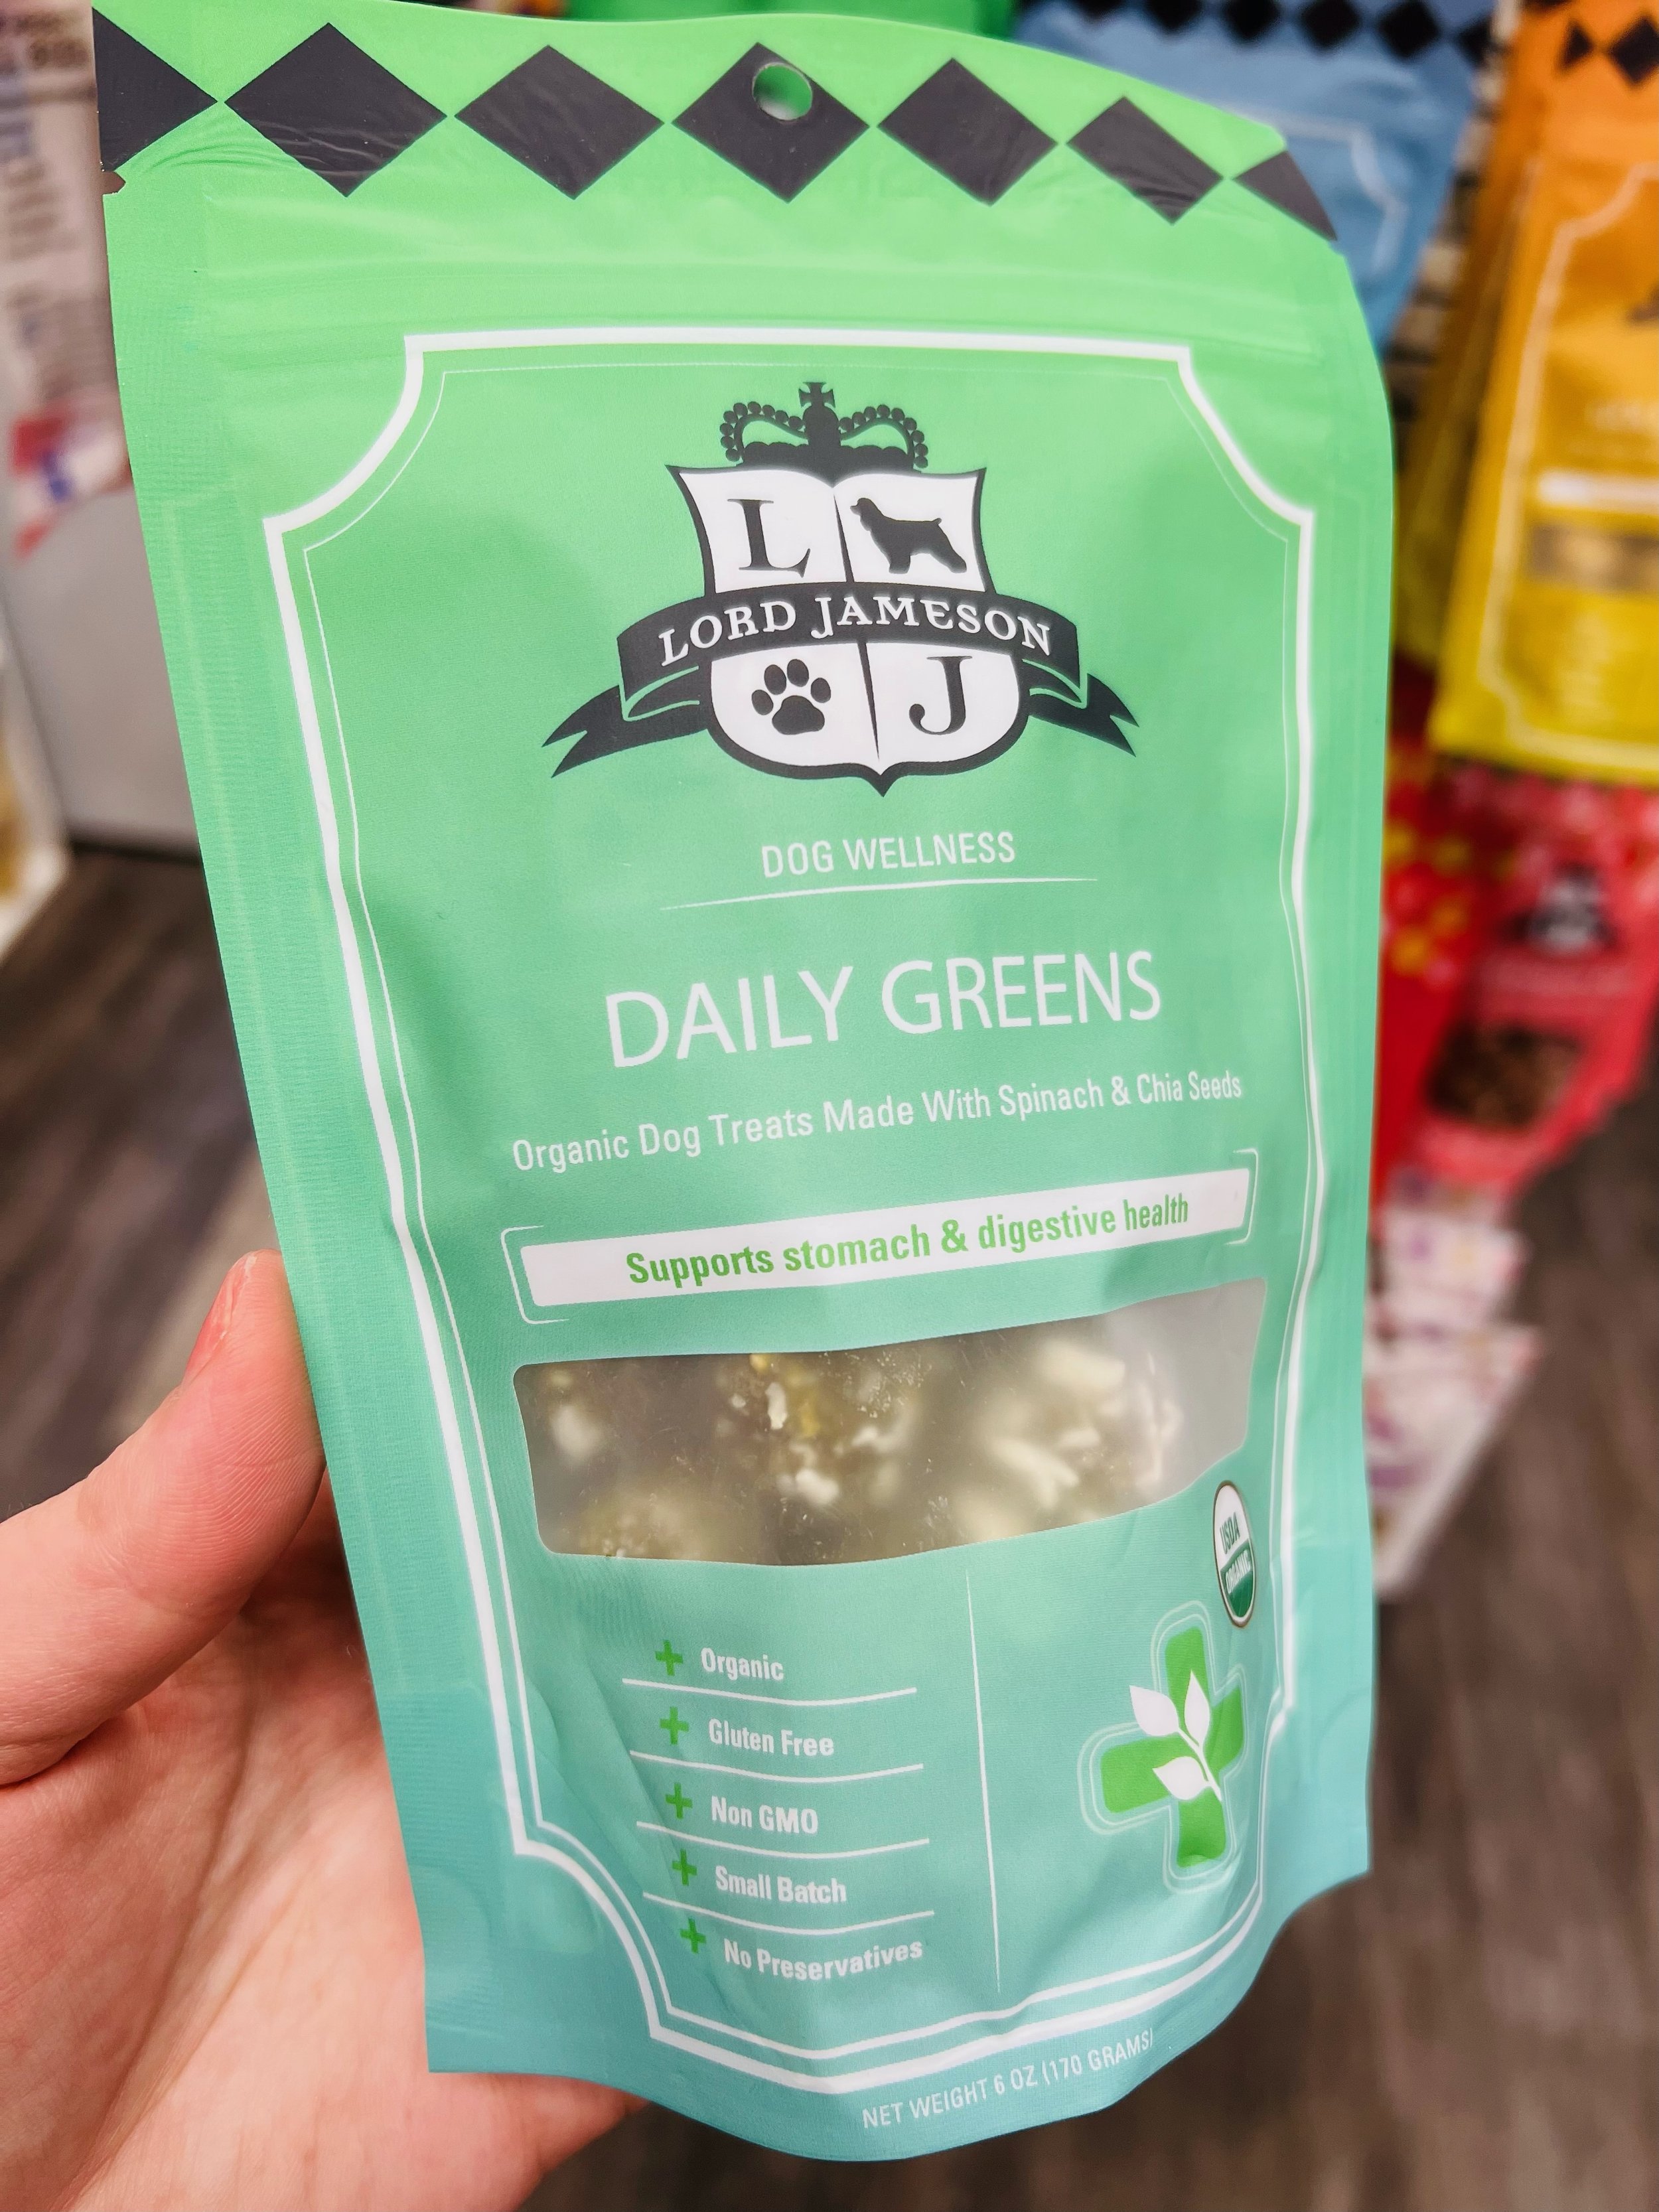 L
LORD JAMESON
J
DOG WELLNESS
DAILY GREENS
Organic Dog Treats Made With Spinach & Chia Seeds
Supports stomach & digestive health
USDA
ORGANIC
Organic
Gluten Free
Non GMO
Small Batch
No Preservatives
NET WEIGHT 6 OZ (170 GRAMS)